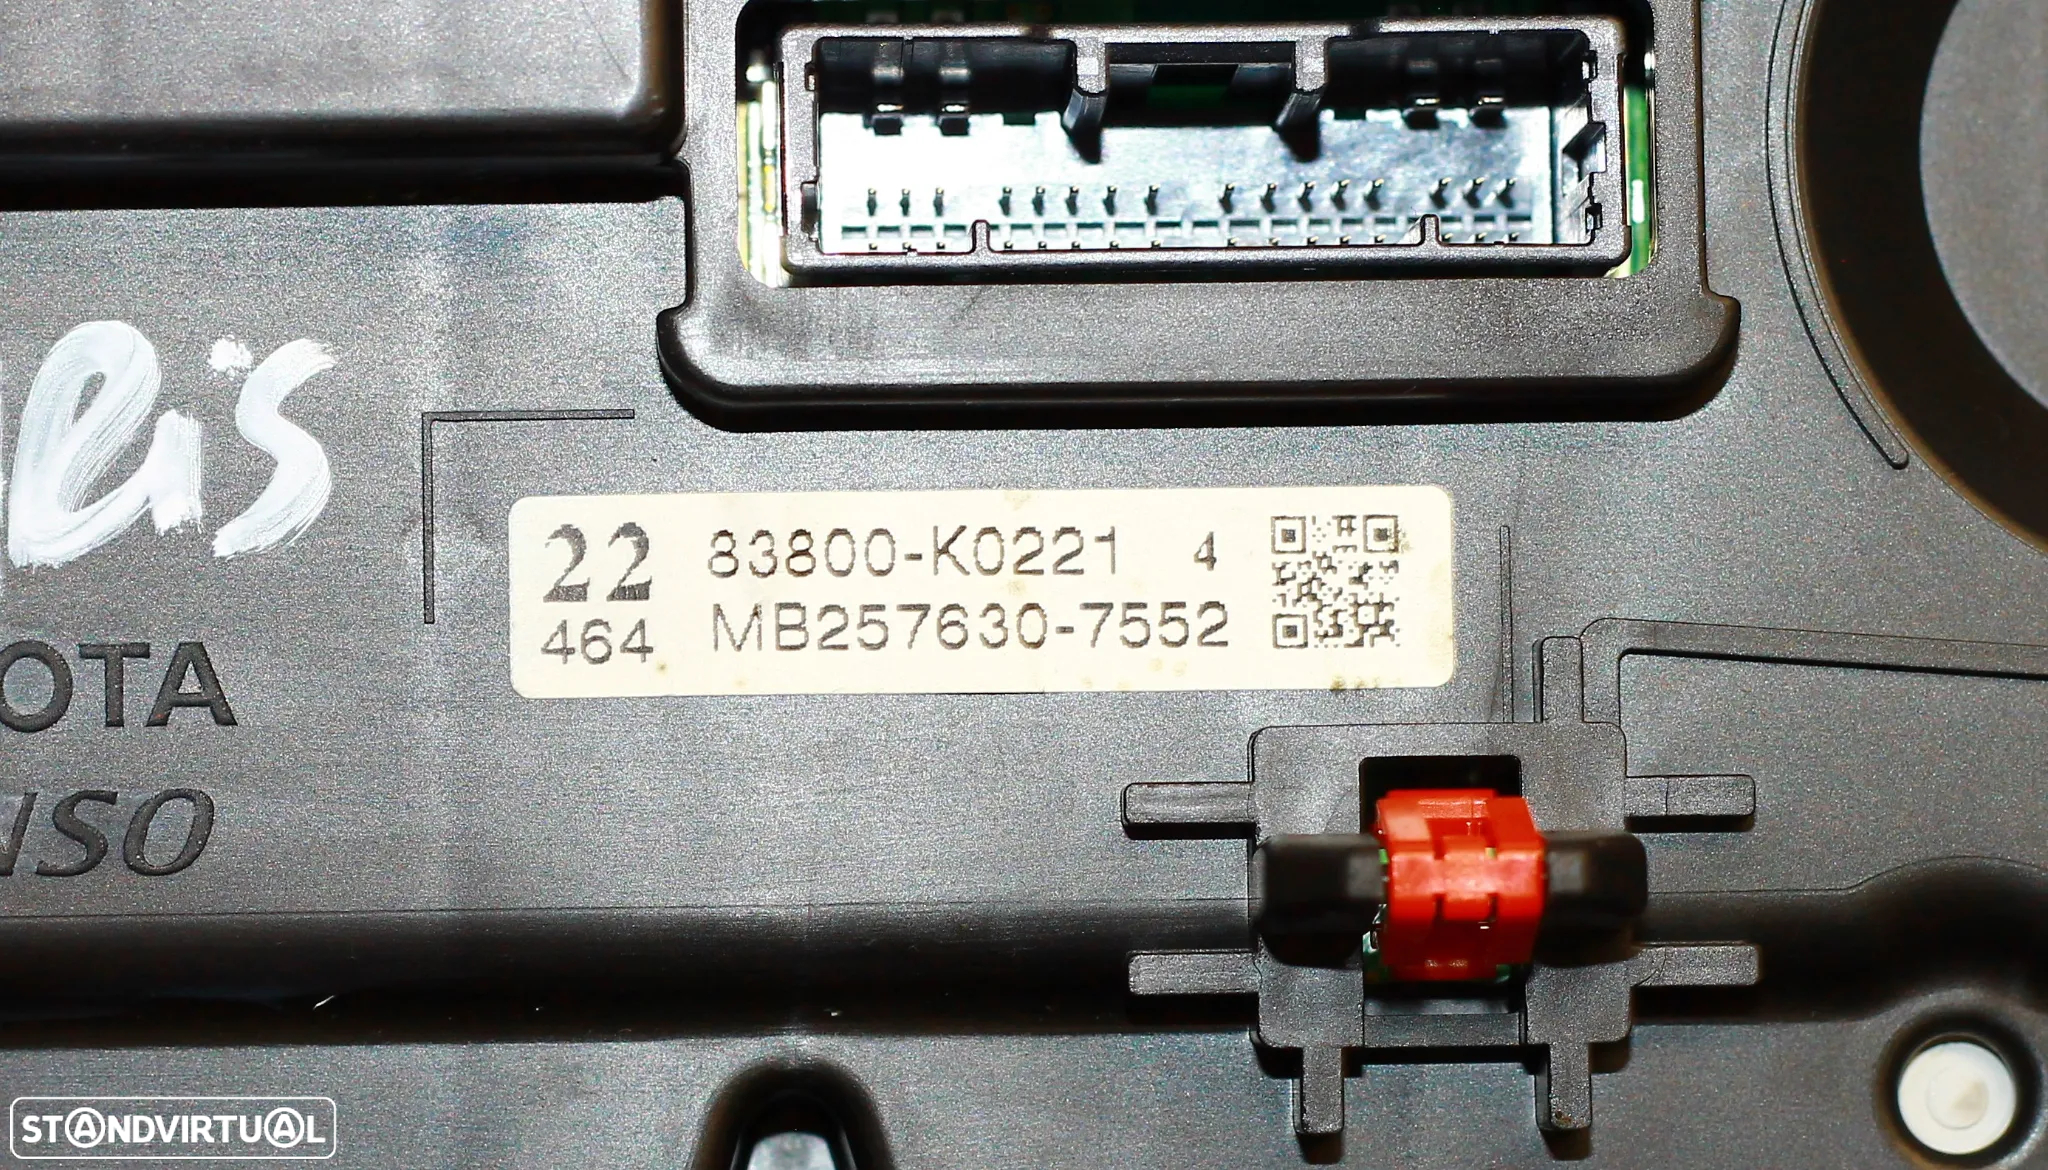 22 83800-K0221 4
464 MB257630-7552
OTA
NSO
STANDVIRTUAL